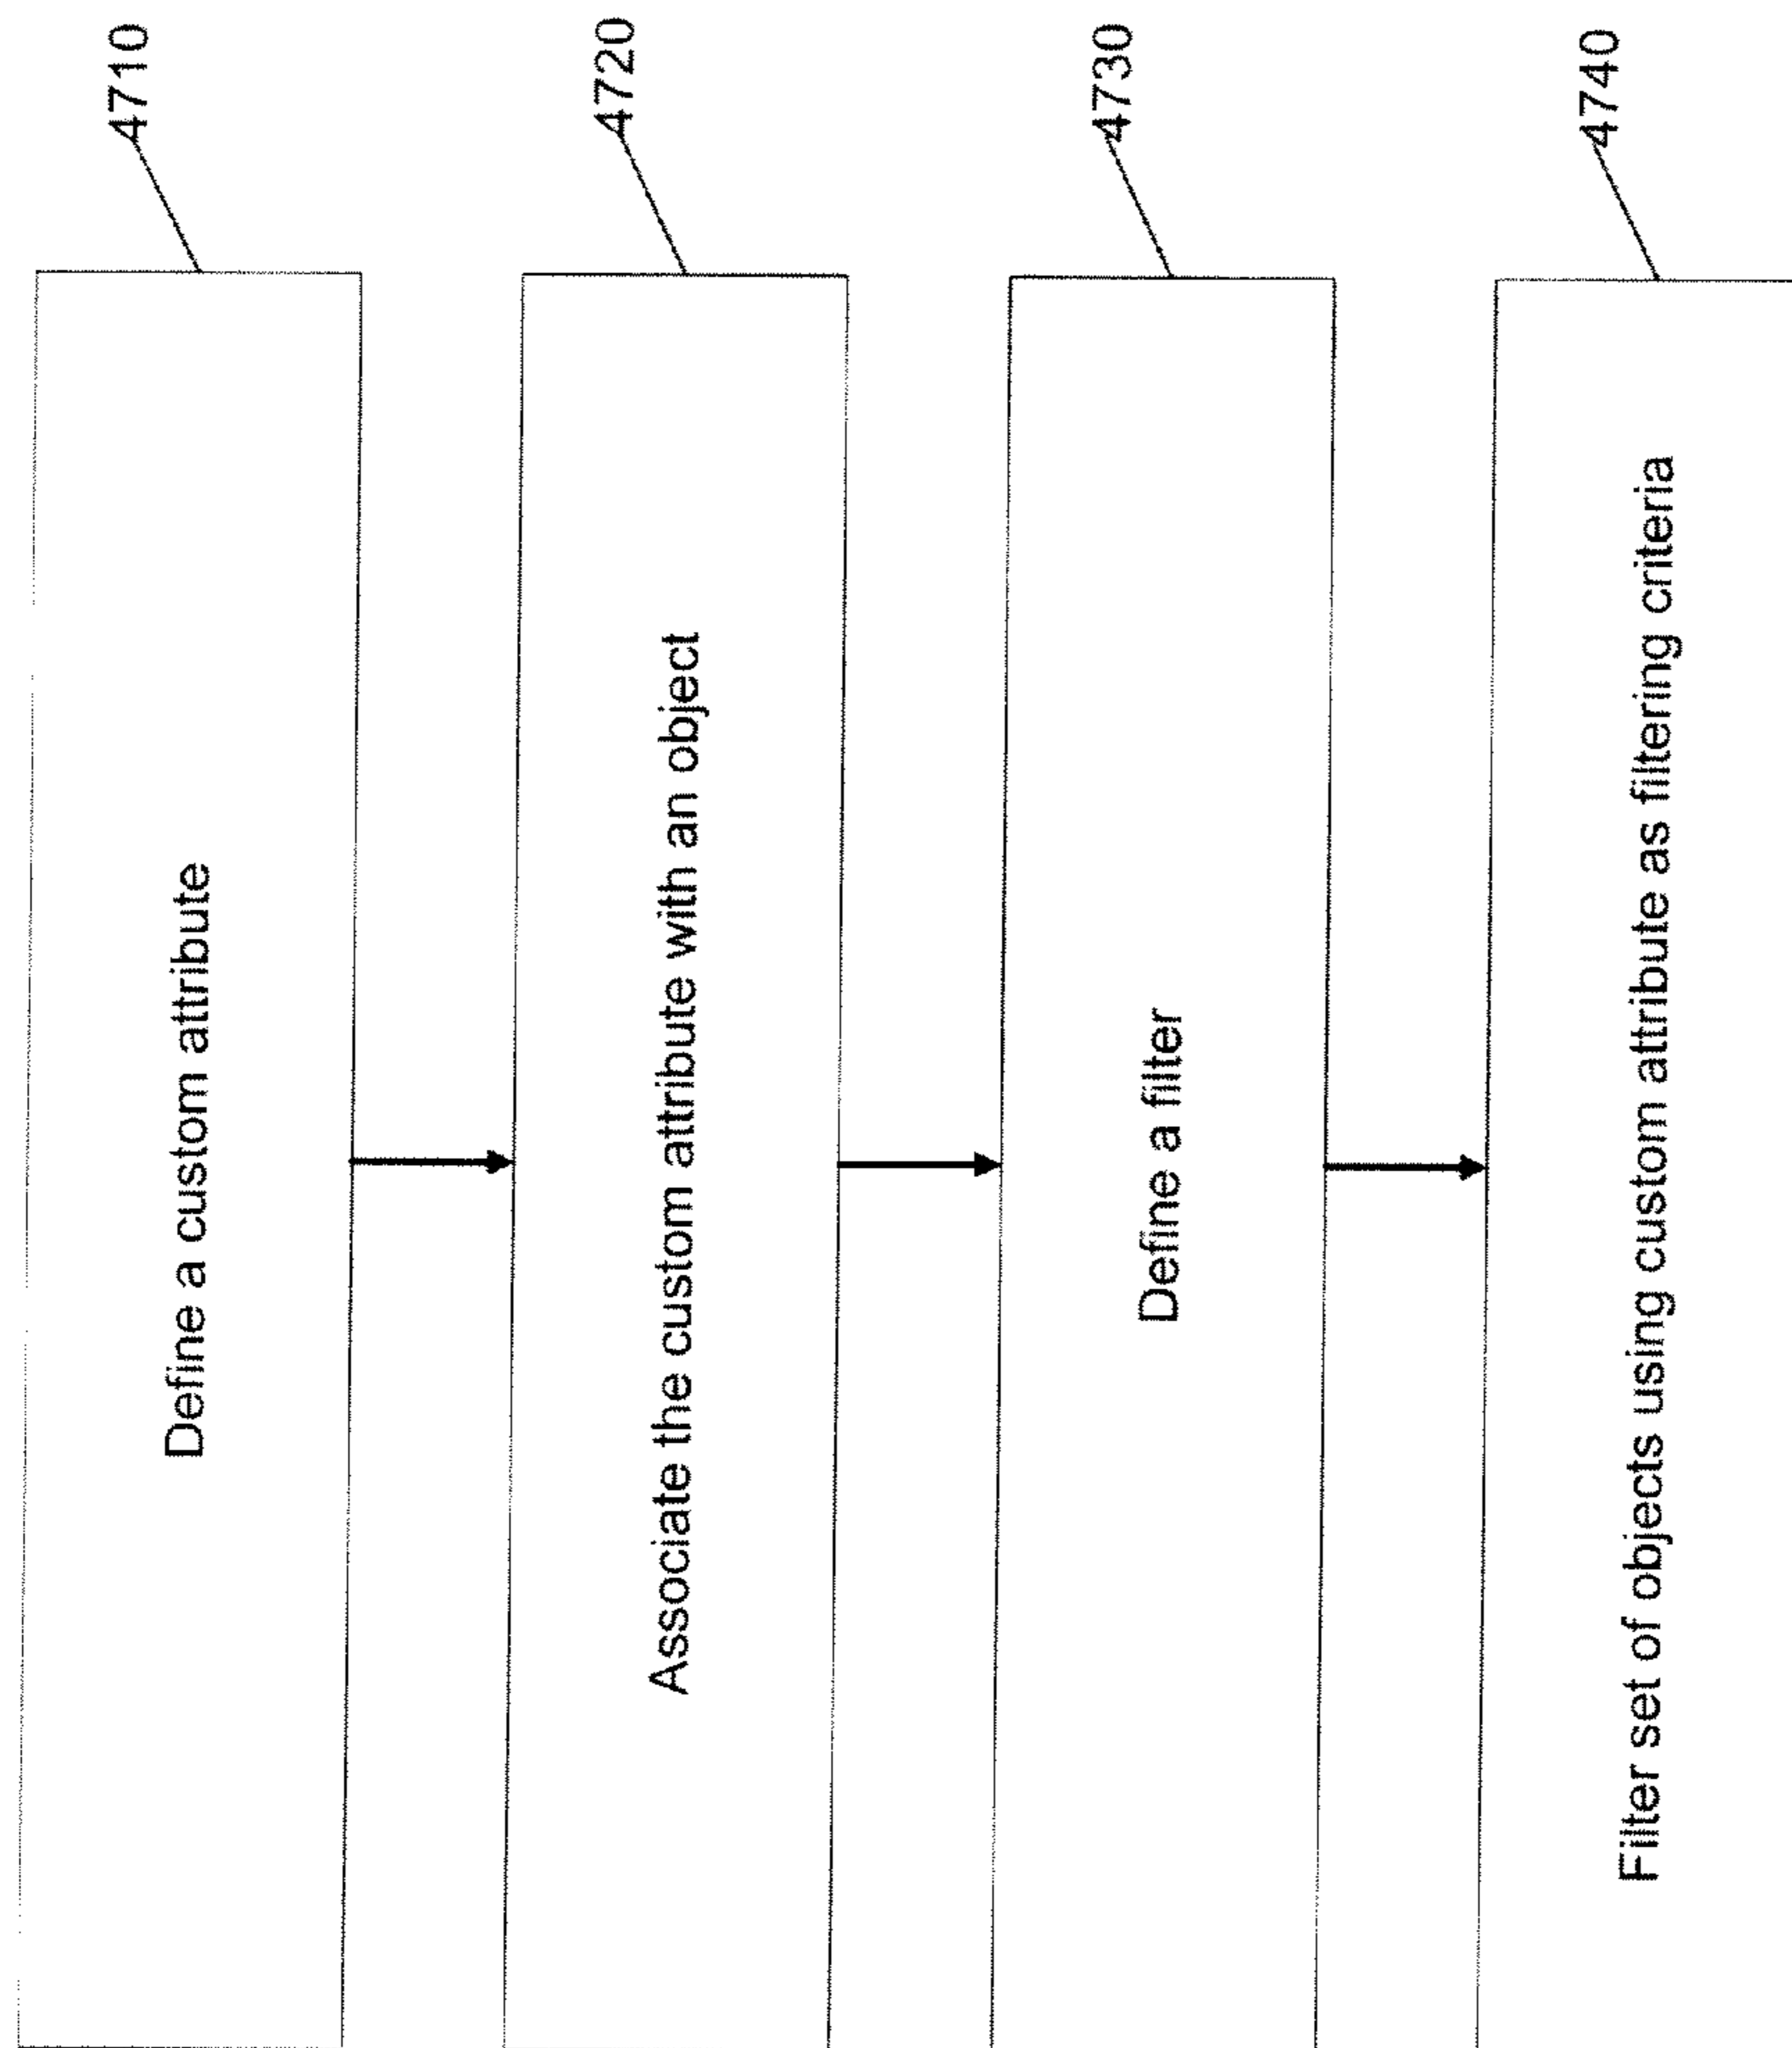 Define a custom attribute
4710
Associate the custom attribute with an object
4720
Define a filter
4730
Filter set of objects using custom attribute as filtering criteria
4740